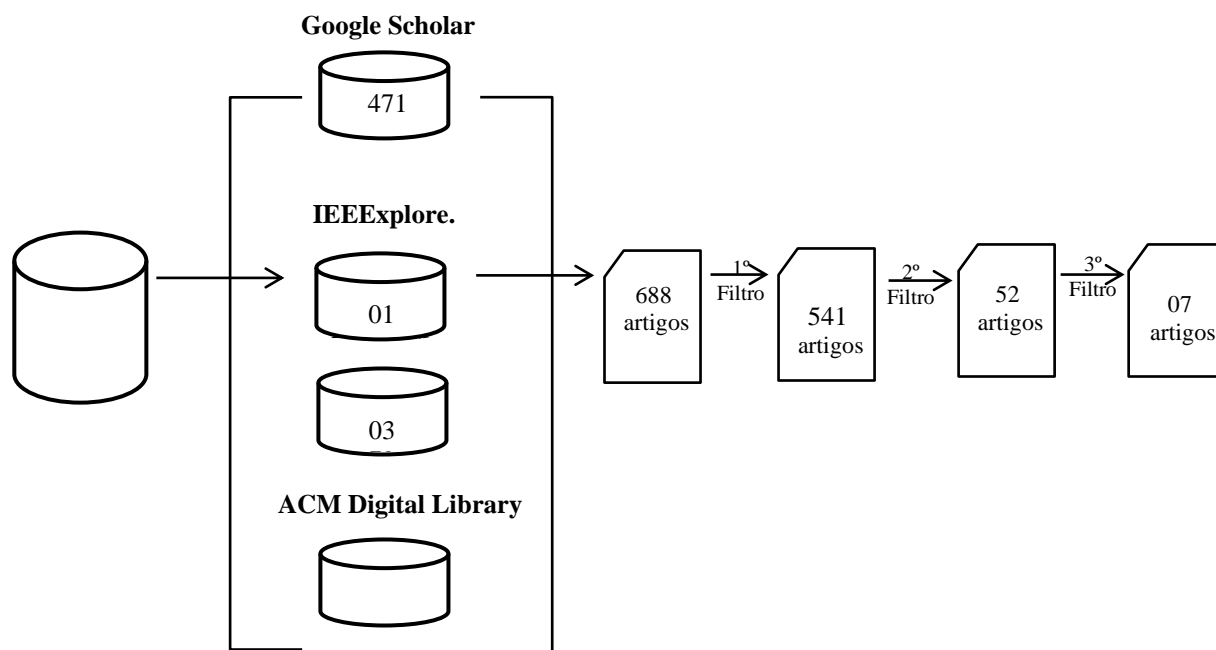 Google Scholar
471
IEEExplore.
01
03
ACM Digital Library
688
artigos
1º
Filtro
541
artigos
2º
Filtro
52
artigos
3º
Filtro
07
artigos